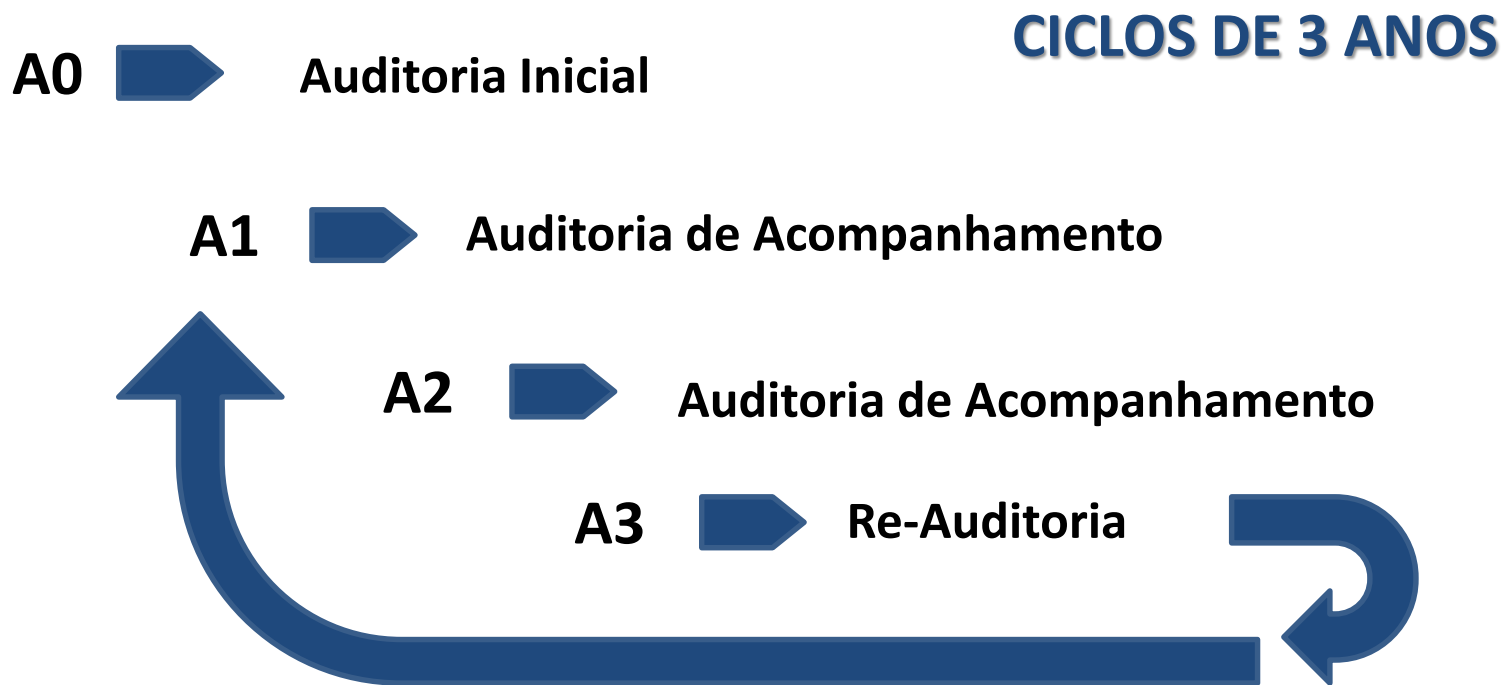 CICLOS DE 3 ANOS
A0 Auditoria Inicial
A1 Auditoria de Acompanhamento
A2 Auditoria de Acompanhamento
A3 Re-Auditoria